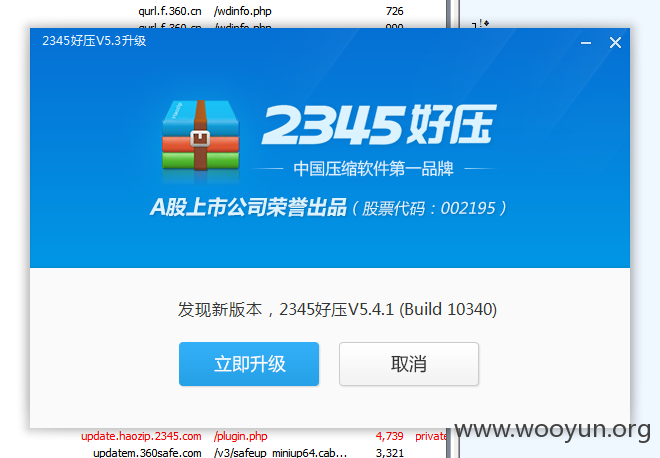 qurl.f.360.cn /wdinfo.php 726
qurl.f.360.cn /wdinfo.php
2345好压V5.3升级
Haozip
2345好压
中国压缩软件第一品牌
A股上市公司荣誉出品（股票代码：002195）
发现新版本，2345好压V5.4.1 (Build 10340)
立即升级 取消
update.haozip.2345.com /plugin.php 4,739 private
www.wooyun.org
updatem.360safe.com /v3/safeup_miniup64.cab... 3,321